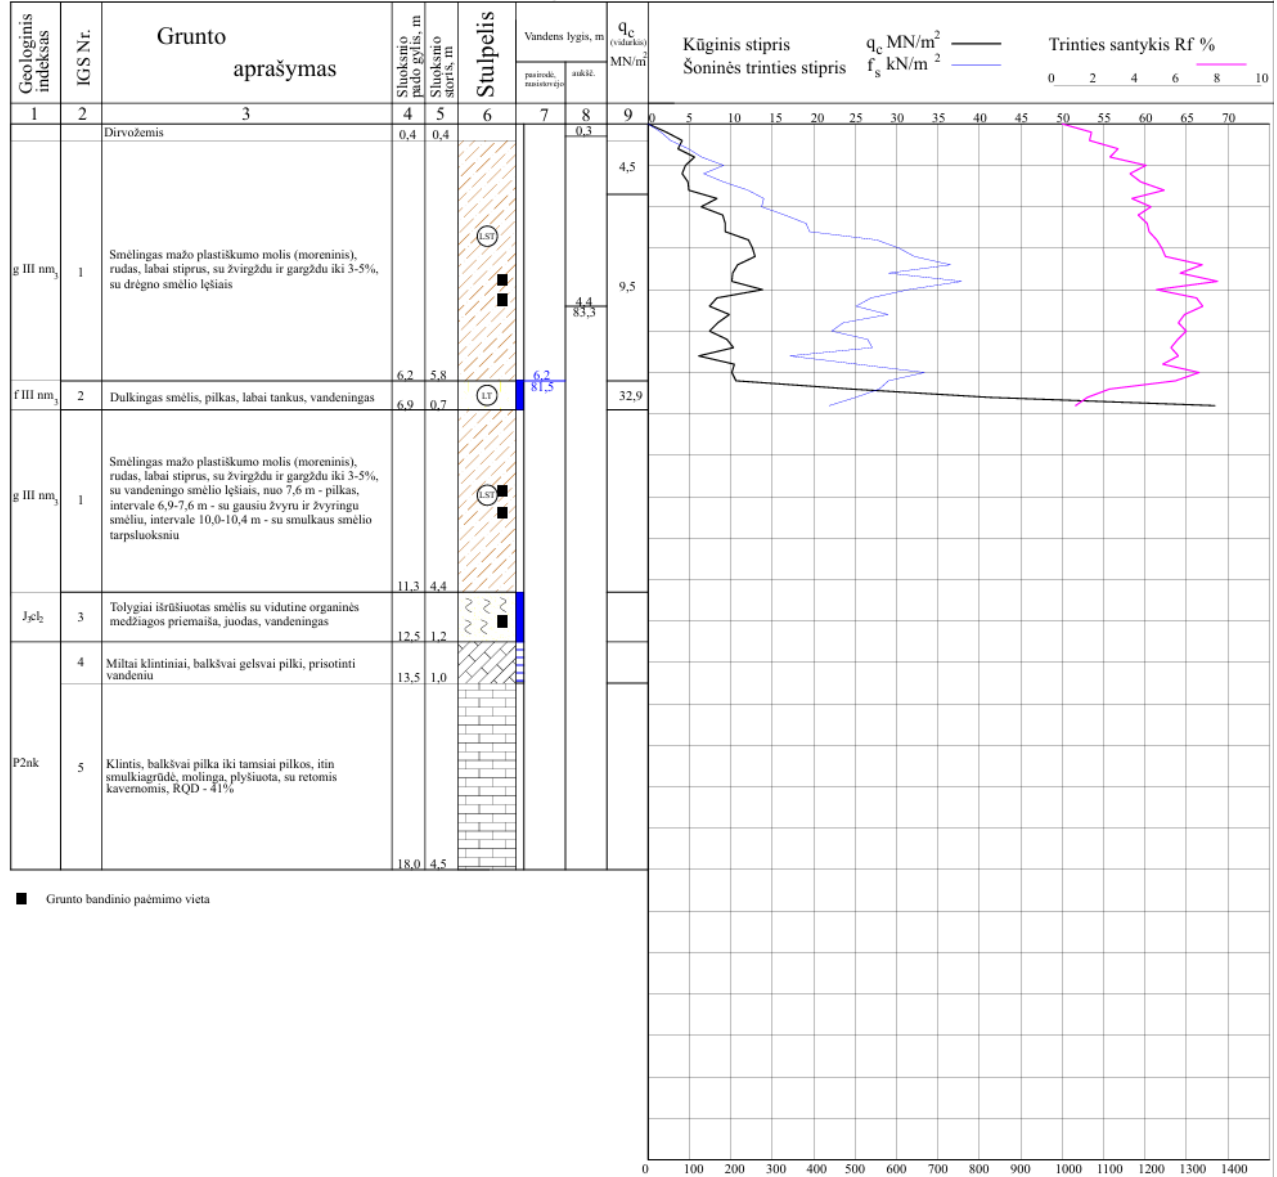 Geologinis indeksas
IGS Nr.
Grunto
aprašymas
Sluoksnio pado gylis, m
Sluoksnio storis, m
Stulpelis
Vandens lygis, m
pasirodė, nusistovėjo
aukšč.
qc
(vidurkis)
MN/m2
Kūginis stipris qc MN/m2
Šoninės trinties stipris fs kN/m 2
Trinties santykis Rf %
0 2 4 6 8 10
1 2 3 4 5 6 7 8 9
0 5 10 15 20 25 30 35 40 45 50 55 60 65 70
Dirvožemis
0,4 0,4
0,3
4,5
g III nm3
1
Smėlingas mažo plastiškumo molis (moreninis),
rudas, labai stiprus, su žvirgždu ir gargždu iki 3-5%,
su drėgno smėlio lęšiais
LST
9,5
4,4
83,3
6,2 5,8
6,2
81,5
f III nm3
2
Dulkingas smėlis, pilkas, labai tankus, vandeningas
LT
32,9
6,9 0,7
g III nm3
1
Smėlingas mažo plastiškumo molis (moreninis),
rudas, labai stiprus, su žvirgždu ir gargždu iki 3-5%,
su vandeningo smėlio lęšiais, nuo 7,6 m - pilkas,
intervale 6,9-7,6 m - su gausiu žvyru ir žvyringu
smėliu, intervale 10,0-10,4 m - su smulkaus smėlio
tarpsluoksniu
LST
11,3 4,4
J3cl2
3
Tolygiai išrūšiuotas smėlis su vidutine organinės
medžiagos priemaiša, juodas, vandeningas
12,5 1,2
4
Miltai klintiniai, balkšvai gelsvai pilki, prisotinti
vandeniu
13,5 1,0
P2nk
5
Klintis, balkšvai pilka iki tamsiai pilkos, itin
smulkiagrūdė, molinga, plyšiuota, su retomis
kavernomis, RQD - 41%
18,0 4,5
Grunto bandinio paėmimo vieta
0 100 200 300 400 500 600 700 800 900 1000 1100 1200 1300 1400